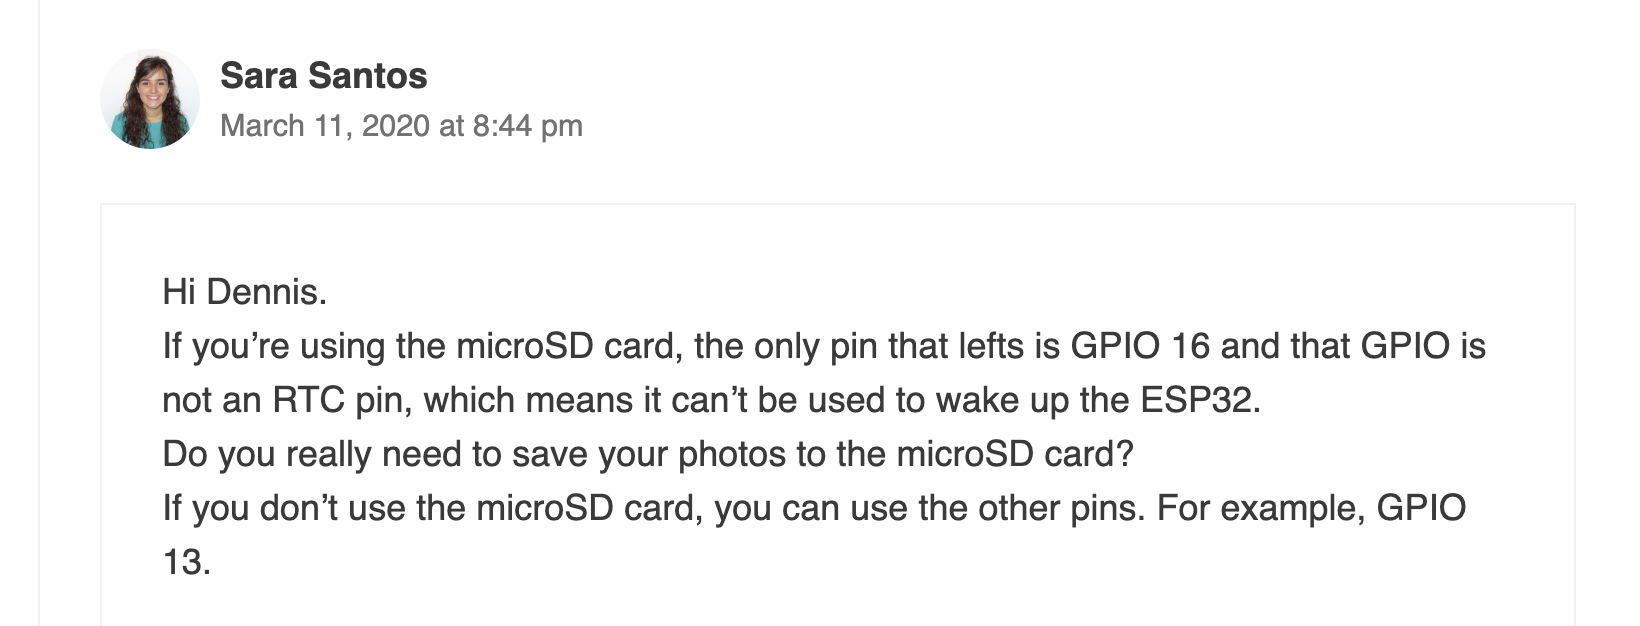 Sara Santos
March 11, 2020 at 8:44 pm
Hi Dennis.
If you’re using the microSD card, the only pin that lefts is GPIO 16 and that GPIO is
not an RTC pin, which means it can’t be used to wake up the ESP32.
Do you really need to save your photos to the microSD card?
If you don’t use the microSD card, you can use the other pins. For example, GPIO
13.